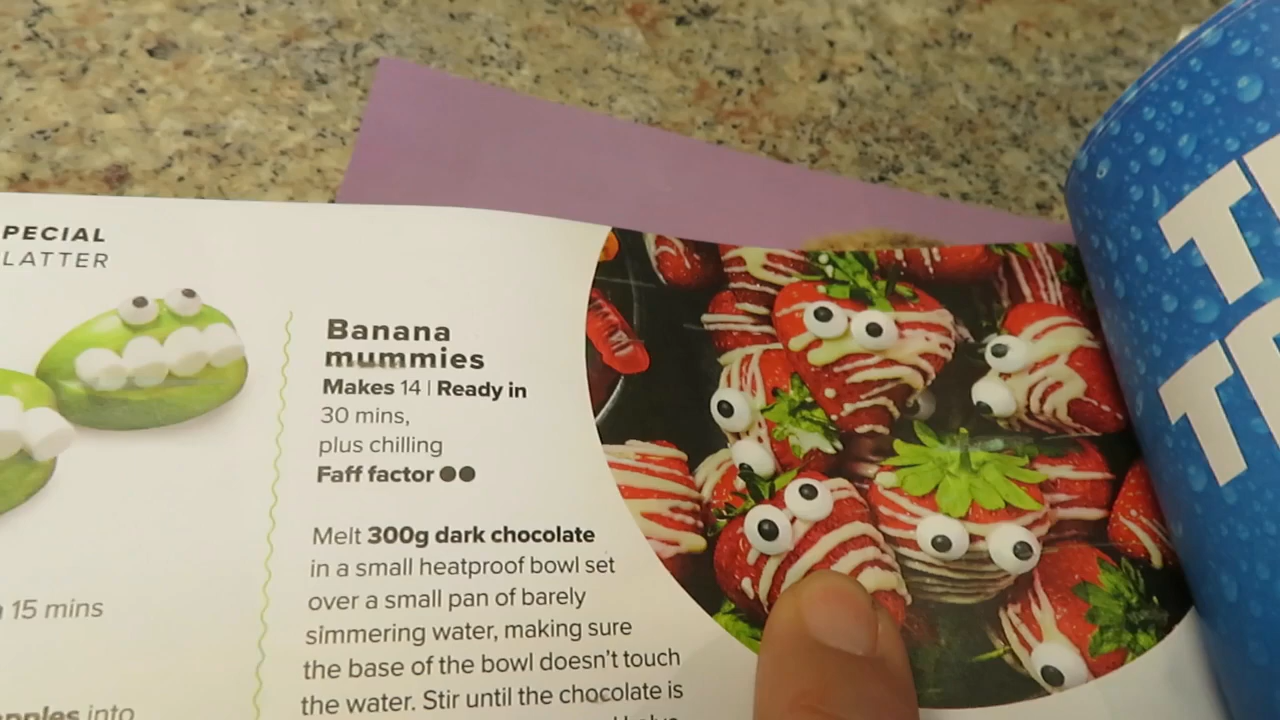 PECIAL
LATTER
Banana
mummies
Makes 14 | Ready in
30 mins,
plus chilling
Faff factor ●●
Melt 300g dark chocolate
in a small heatproof bowl set
over a small pan of barely
simmering water, making sure
the base of the bowl doesn't touch
the water. Stir until the chocolate is
15 mins
into